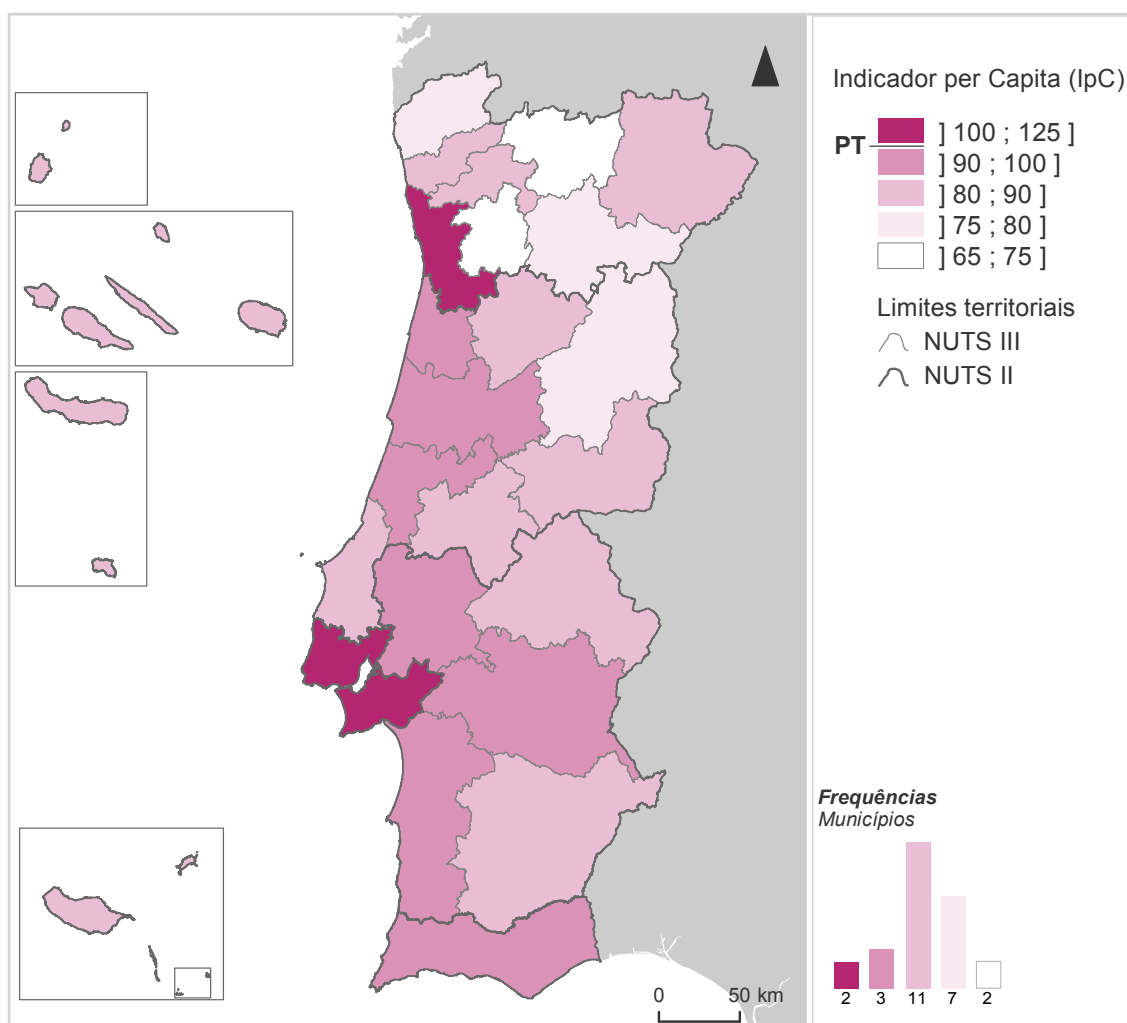 Indicador per Capita (IpC)
PT
] 100 ; 125 ]
] 90 ; 100 ]
] 80 ; 90 ]
] 75 ; 80 ]
] 65 ; 75 ]
Limites territoriais
NUTS III
NUTS II
Frequências
Municípios
2 3 11 7 2
0 50 km